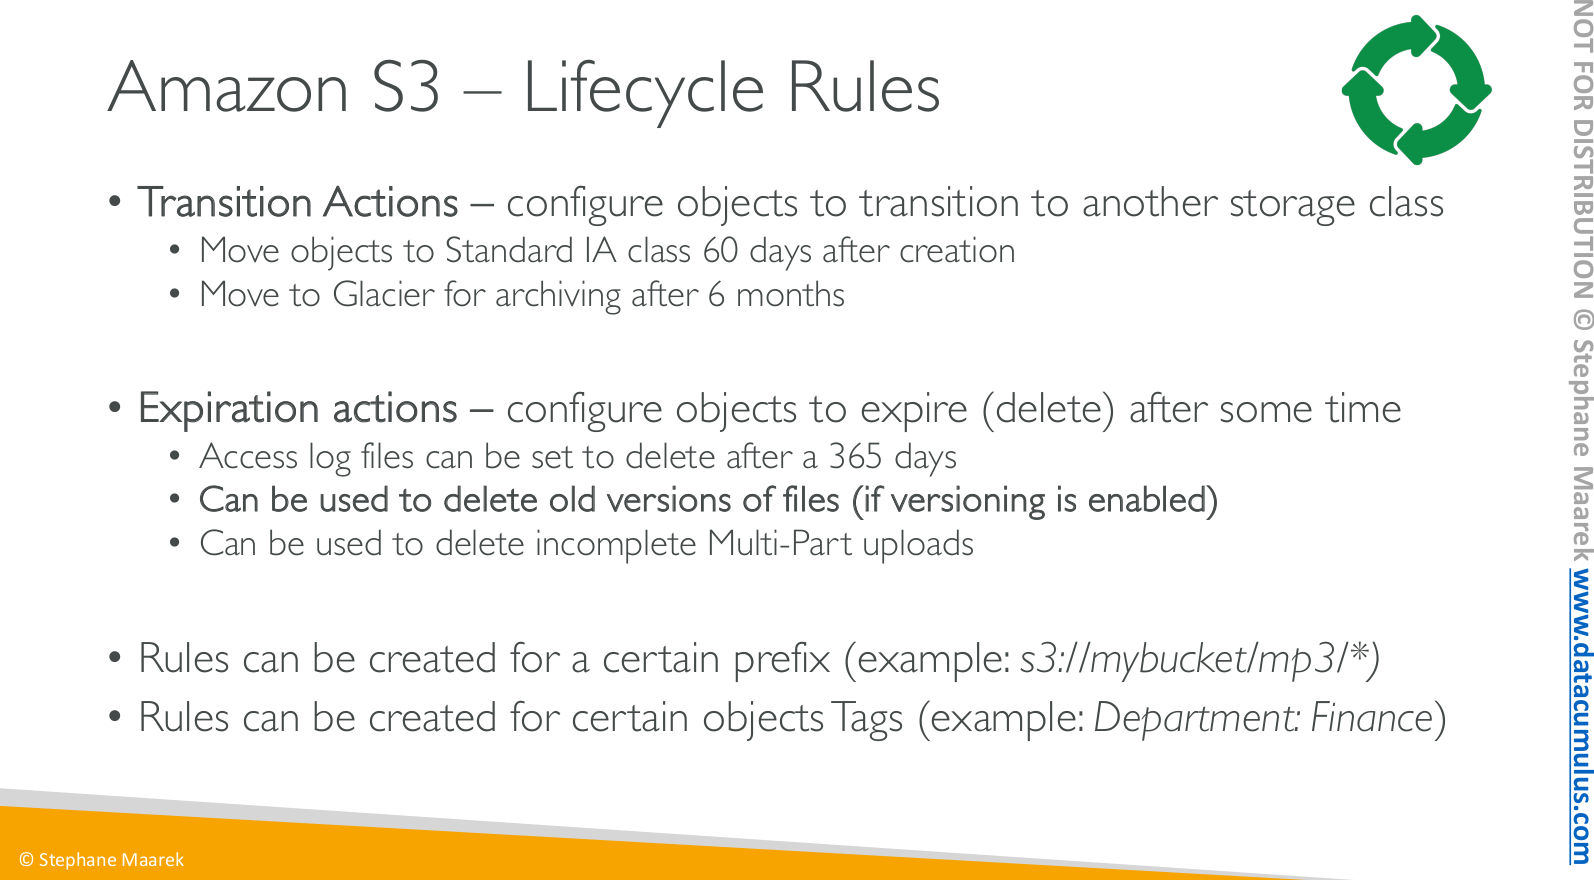 Amazon S3 – Lifecycle Rules
• Transition Actions – configure objects to transition to another storage class
• Move objects to Standard IA class 60 days after creation
• Move to Glacier for archiving after 6 months
• Expiration actions – configure objects to expire (delete) after some time
• Access log files can be set to delete after a 365 days
• Can be used to delete old versions of files (if versioning is enabled)
• Can be used to delete incomplete Multi-Part uploads
• Rules can be created for a certain prefix (example: s3://mybucket/mp3/*)
• Rules can be created for certain objects Tags (example: Department: Finance)
© Stephane Maarek
NOT FOR DISTRIBUTION © Stephane Maarek www.datacumulus.com